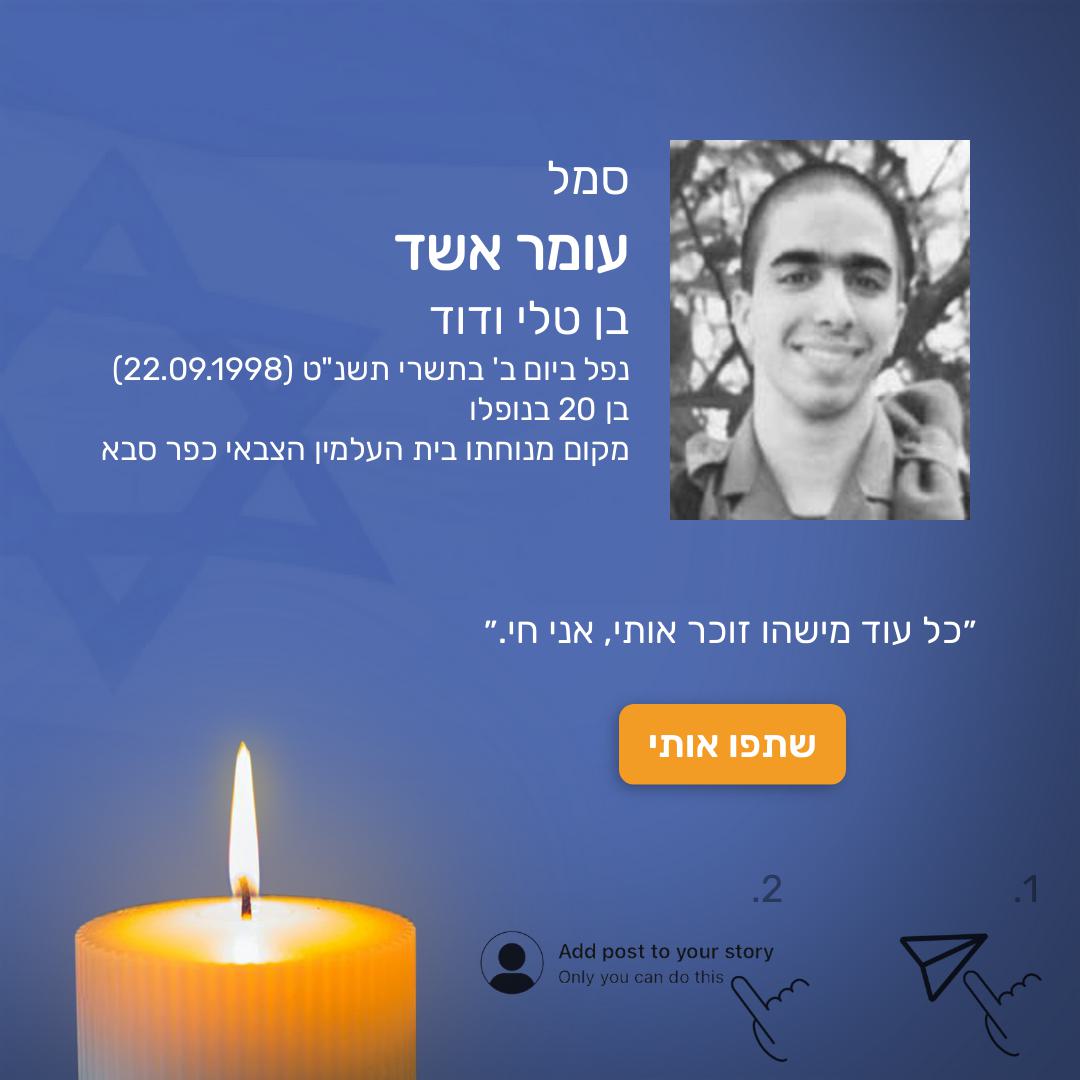 סמל
עומר אשד
בן טלי ודוד
נפל ביום ב' בתשרי תשנ"ט (22.09.1998)
בן 20 בנופלו
מקום מנוחתו בית העלמין הצבאי כפר סבא
״כל עוד מישהו זוכר אותי, אני חי.״
שתפו אותי
1.
2.
Add post to your story
Only you can do this